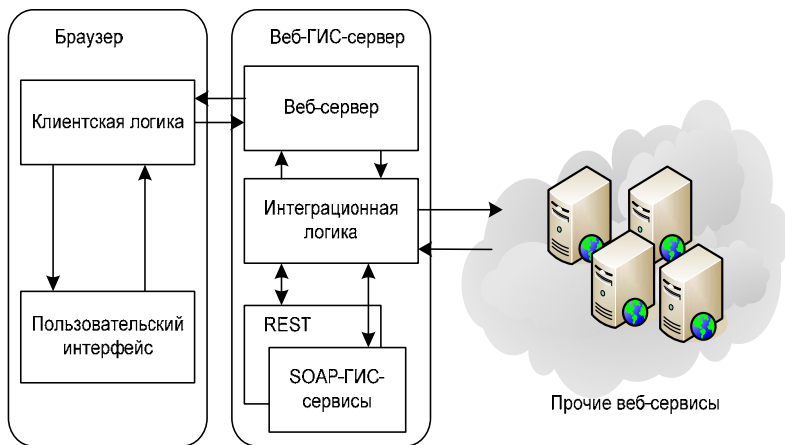 Браузер
Клиентская логика
Пользовательский
интерфейс
Веб-ГИС-сервер
Веб-сервер
Интеграционная
логика
REST
SOAP-ГИС-
сервисы
Прочие веб-сервисы